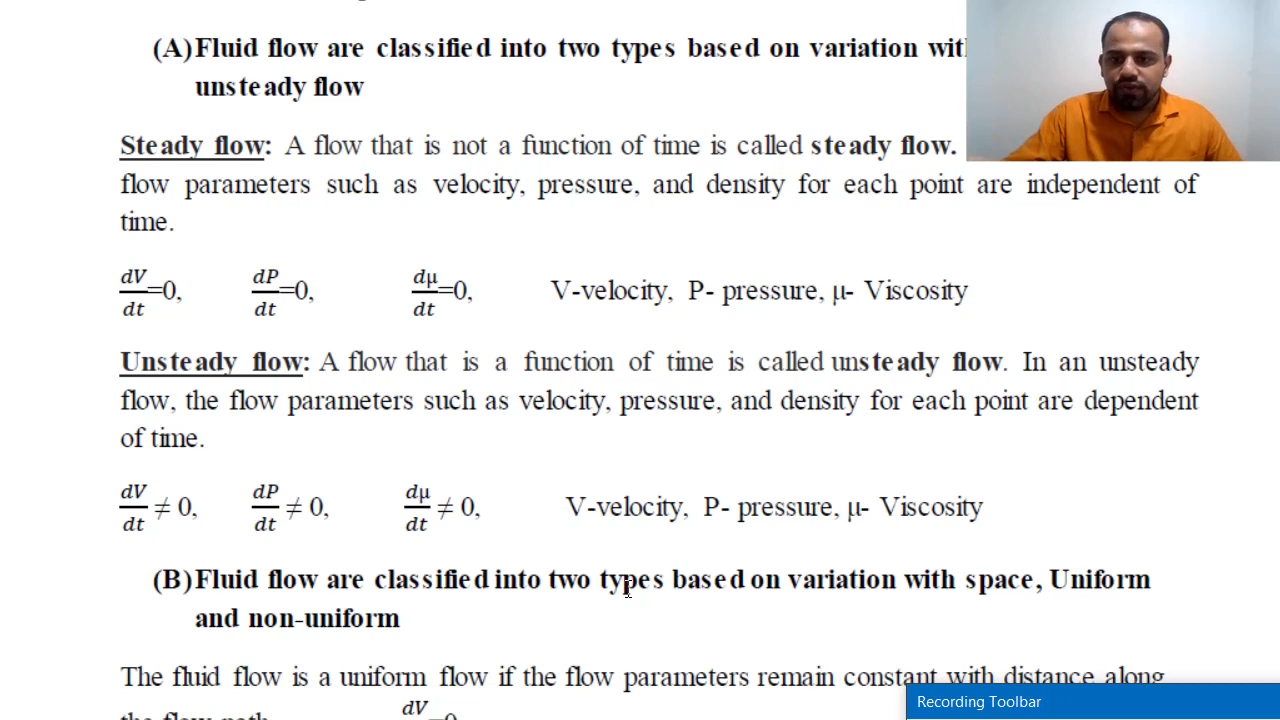 (A)Fluid flow are classified into two types based on variation with
unsteady flow
Steady flow: A flow that is not a function of time is called steady flow.
flow parameters such as velocity, pressure, and density for each point are independent of
time.
dV/dt=0, dP/dt=0, dμ/dt=0, V-velocity, P- pressure, μ- Viscosity
Unsteady flow: A flow that is a function of time is called unsteady flow. In an unsteady
flow, the flow parameters such as velocity, pressure, and density for each point are dependent
of time.
dV/dt ≠ 0, dP/dt ≠ 0, dμ/dt ≠ 0, V-velocity, P- pressure, μ- Viscosity
(B)Fluid flow are classified into two types based on variation with space, Uniform
and non-uniform
The fluid flow is a uniform flow if the flow parameters remain constant with distance along
the flow path. dV =0
Recording Toolbar